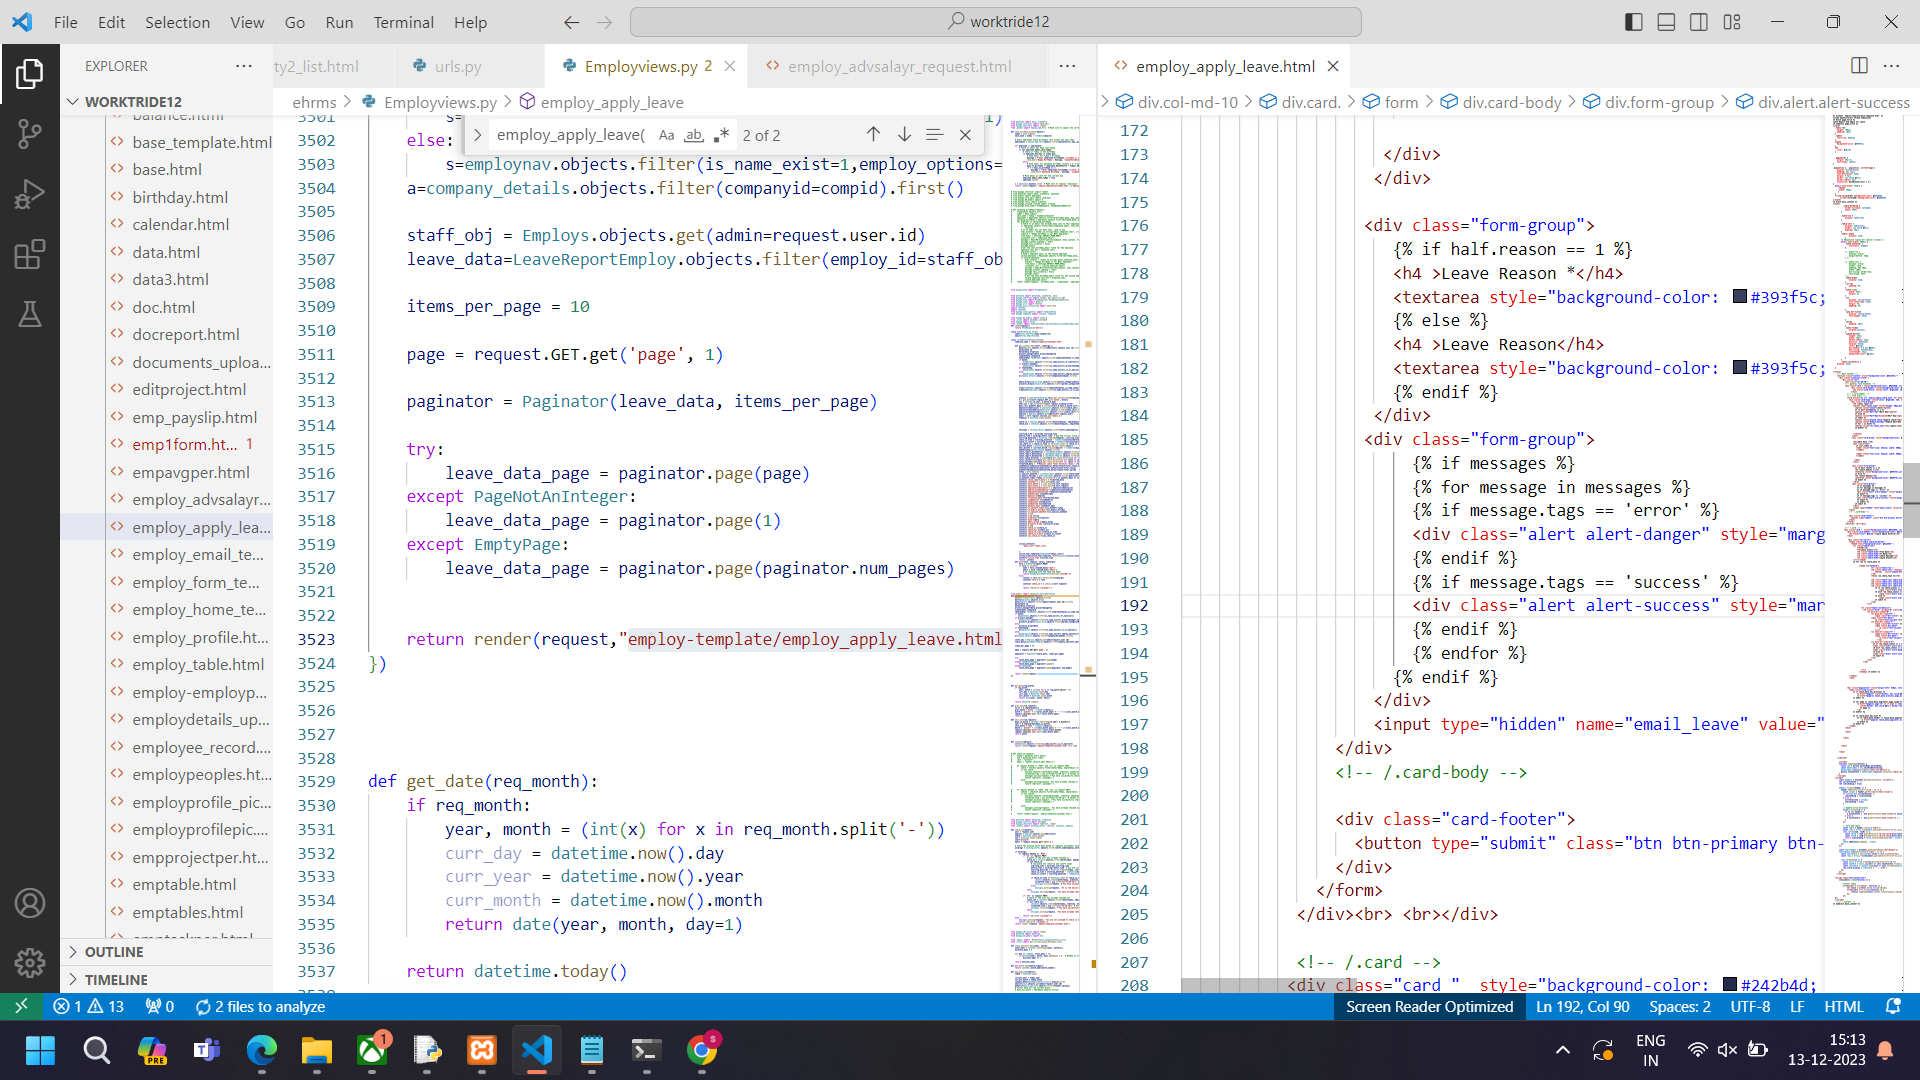 File Edit Selection View Go Run Terminal Help
worktride12
EXPLORER
WORKTRIDE12
balance.html
base_template.html
base.html
birthday.html
calendar.html
data.html
data3.html
doc.html
docreport.html
documents_uploa...
editproject.html
emp_payslip.html
emp1form.ht... 1
empavgper.html
employ_advsalayr...
employ_apply_lea...
employ_email_te...
employ_form_te...
employ_home_te...
employ_profile.ht...
employ_table.html
employ-employp...
employdetails_up...
employee_record....
employpeoples.ht...
employprofile_pic...
employprofilepic....
empprojectper.ht...
emptable.html
emptables.html
OUTLINE
TIMELINE
ty2_list.html
urls.py
Employviews.py 2
employ_advsalayr_request.html
ehrms > Employviews.py > employ_apply_leave
employ_apply_leave( Aa ab 2 of 2
3501 s=
3502 else:
3503 s=employnav.objects.filter(is_name_exist=1,employ_options=
3504 a=company_details.objects.filter(companyid=compid).first()
3505
3506 staff_obj = Employs.objects.get(admin=request.user.id)
3507 leave_data=LeaveReportEmploy.objects.filter(employ_id=staff_ob
3508
3509 items_per_page = 10
3510
3511 page = request.GET.get('page', 1)
3512
3513 paginator = Paginator(leave_data, items_per_page)
3514
3515 try:
3516 leave_data_page = paginator.page(page)
3517 except PageNotAnInteger:
3518 leave_data_page = paginator.page(1)
3519 except EmptyPage:
3520 leave_data_page = paginator.page(paginator.num_pages)
3521
3522
3523 return render(request,"employ-template/employ_apply_leave.html
3524 })
3525
3526
3527
3528
3529 def get_date(req_month):
3530 if req_month:
3531 year, month = (int(x) for x in req_month.split('-'))
3532 curr_day = datetime.now().day
3533 curr_year = datetime.now().year
3534 curr_month = datetime.now().month
3535 return date(year, month, day=1)
3536
3537 return datetime.today()
employ_apply_leave.html
> div.col-md-10 > div.card. > form > div.card-body > div.form-group > div.alert.alert-success
172
173 </div>
174 </div>
175
176 <div class="form-group">
177 {% if half.reason == 1 %}
178 <h4 >Leave Reason *</h4>
179 <textarea style="background-color: #393f5c;
180 {% else %}
181 <h4 >Leave Reason</h4>
182 <textarea style="background-color: #393f5c;
183 {% endif %}
184 </div>
185 <div class="form-group">
186 {% if messages %}
187 {% for message in messages %}
188 {% if message.tags == 'error' %}
189 <div class="alert alert-danger" style="marg
190 {% endif %}
191 {% if message.tags == 'success' %}
192 <div class="alert alert-success" style="mar
193 {% endif %}
194 {% endfor %}
195 {% endif %}
196 </div>
197 <input type="hidden" name="email_leave" value="
198 </div>
199 <!-- /.card-body -->
200
201 <div class="card-footer">
202 <button type="submit" class="btn btn-primary btn-
203 </div>
204 </form>
205 </div><br> <br></div>
206
207 <!-- /.card -->
208 <div class="card " style="background-color: #242b4d;
1 13 0 2 files to analyze
Screen Reader Optimized Ln 192, Col 90 Spaces: 2 UTF-8 LF HTML
PRE
1
S
ENG
IN
15:13
13-12-2023